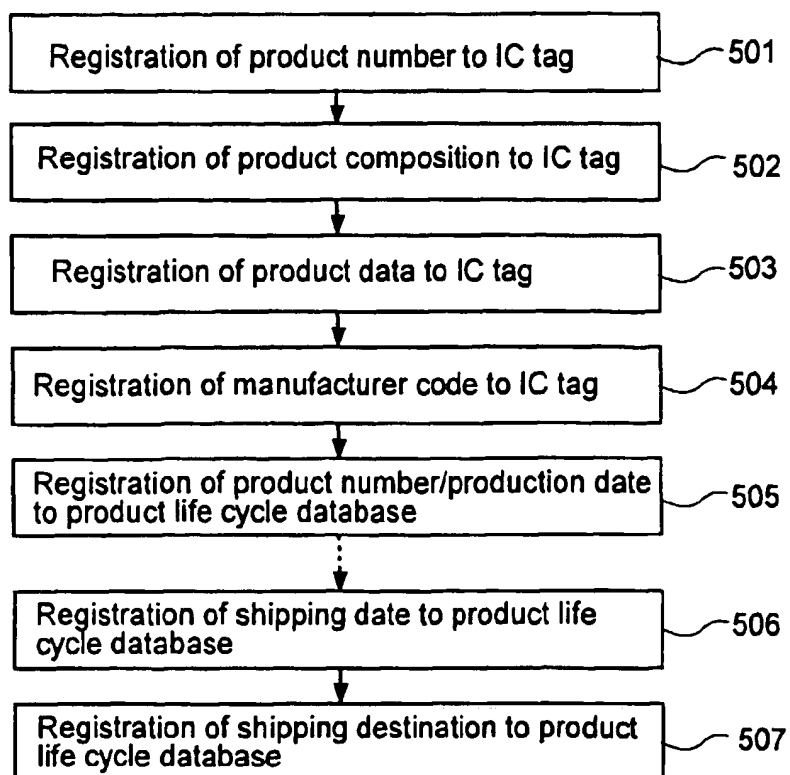 Registration of product number to IC tag
501
Registration of product composition to IC tag
502
Registration of product data to IC tag
503
Registration of manufacturer code to IC tag
504
Registration of product number/production date
to product life cycle database
505
Registration of shipping date to product life
cycle database
506
Registration of shipping destination to product
life cycle database
507